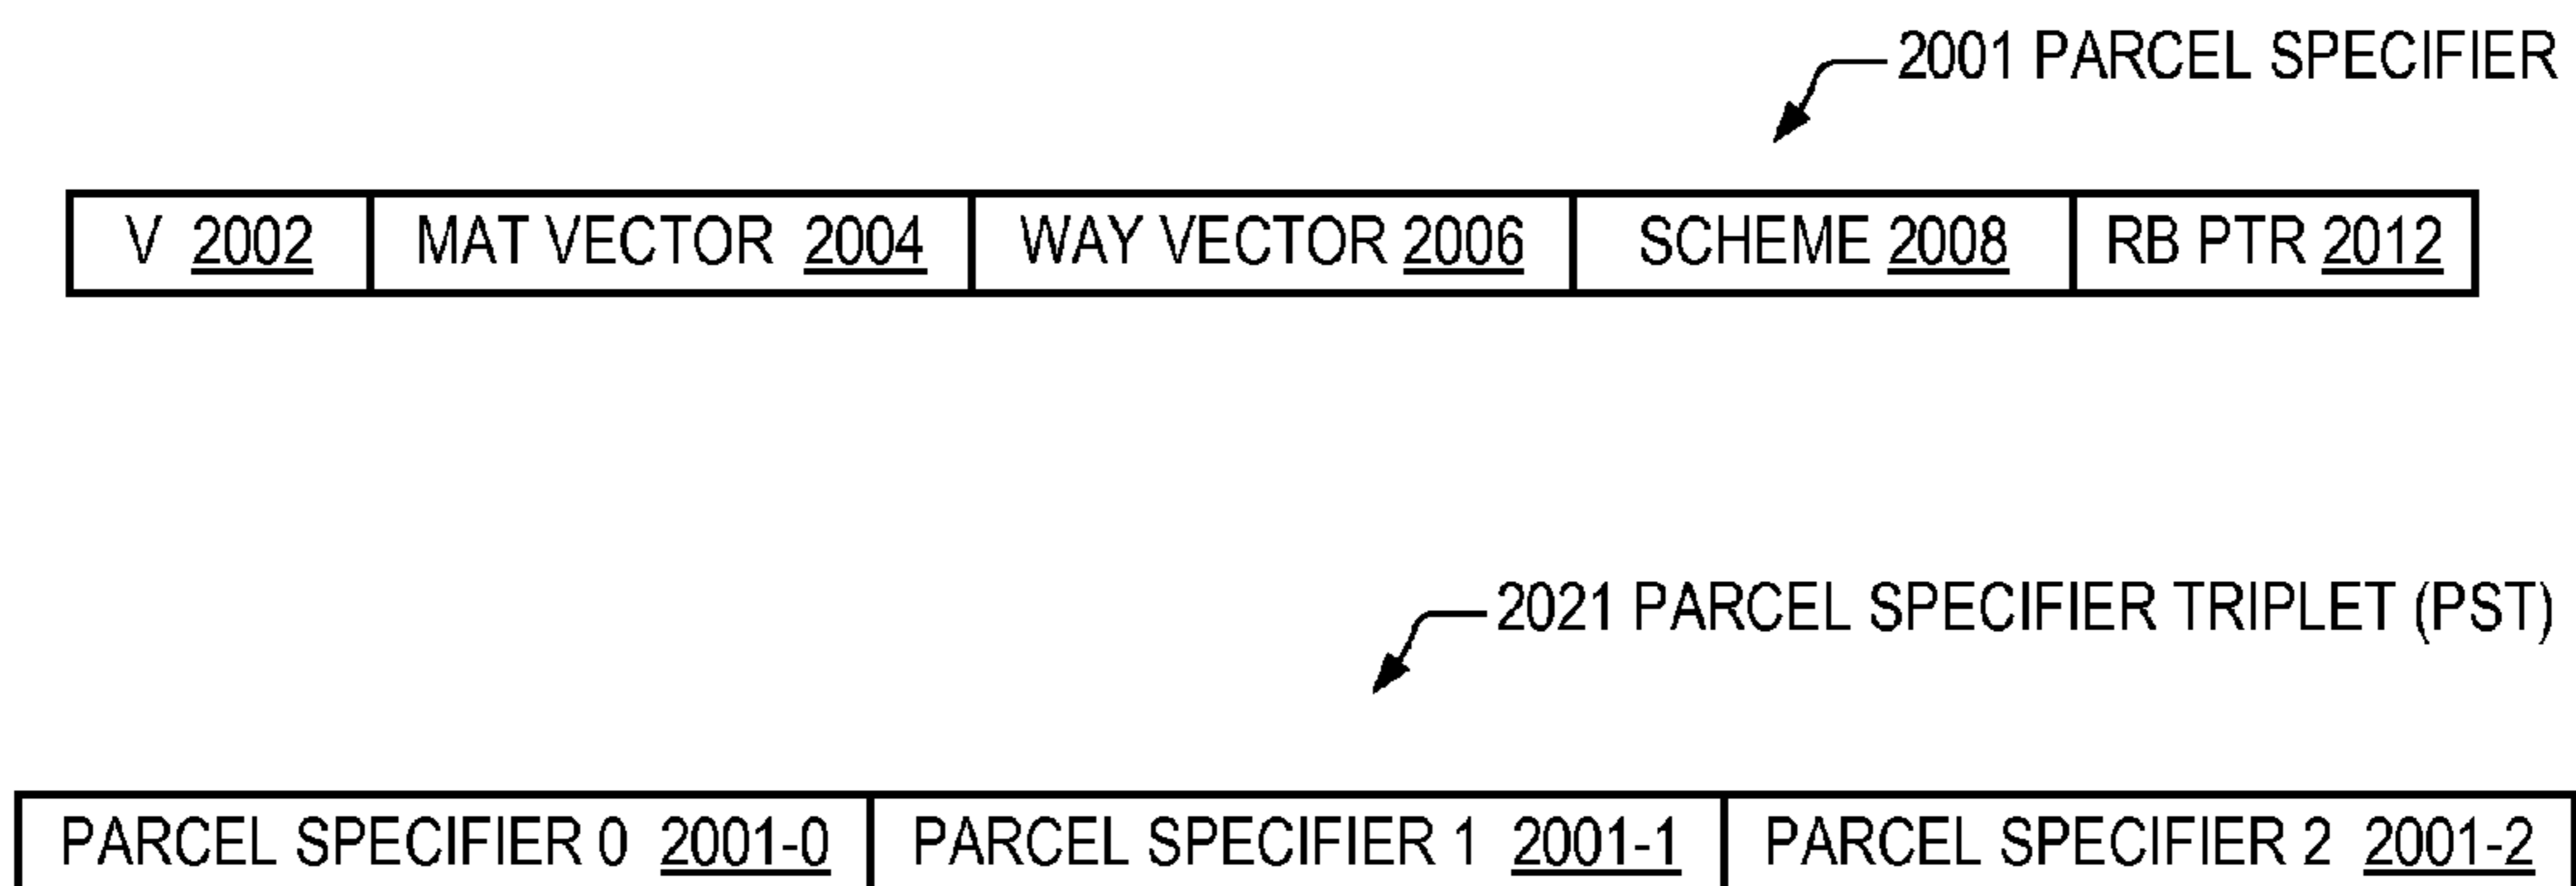 2001 PARCEL SPECIFIER
V 2002 MAT VECTOR 2004 WAY VECTOR 2006 SCHEME 2008 RB PTR 2012
2021 PARCEL SPECIFIER TRIPLET (PST)
PARCEL SPECIFIER 0 2001-0 PARCEL SPECIFIER 1 2001-1 PARCEL SPECIFIER 2 2001-2